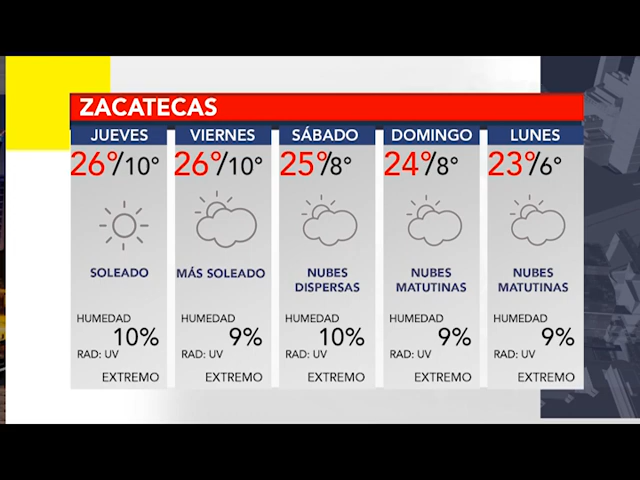 ZACATECAS
JUEVES
26°/10°
SOLEADO
HUMEDAD
10%
RAD: UV
EXTREMO
VIERNES
26°/10°
MÁS SOLEADO
HUMEDAD
9%
RAD: UV
EXTREMO
SÁBADO
25°/8°
NUBES
DISPERSAS
HUMEDAD
10%
RAD: UV
EXTREMO
DOMINGO
24°/8°
NUBES
MATUTINAS
HUMEDAD
9%
RAD: UV
EXTREMO
LUNES
23°/6°
NUBES
MATUTINAS
HUMEDAD
9%
RAD: UV
EXTREMO